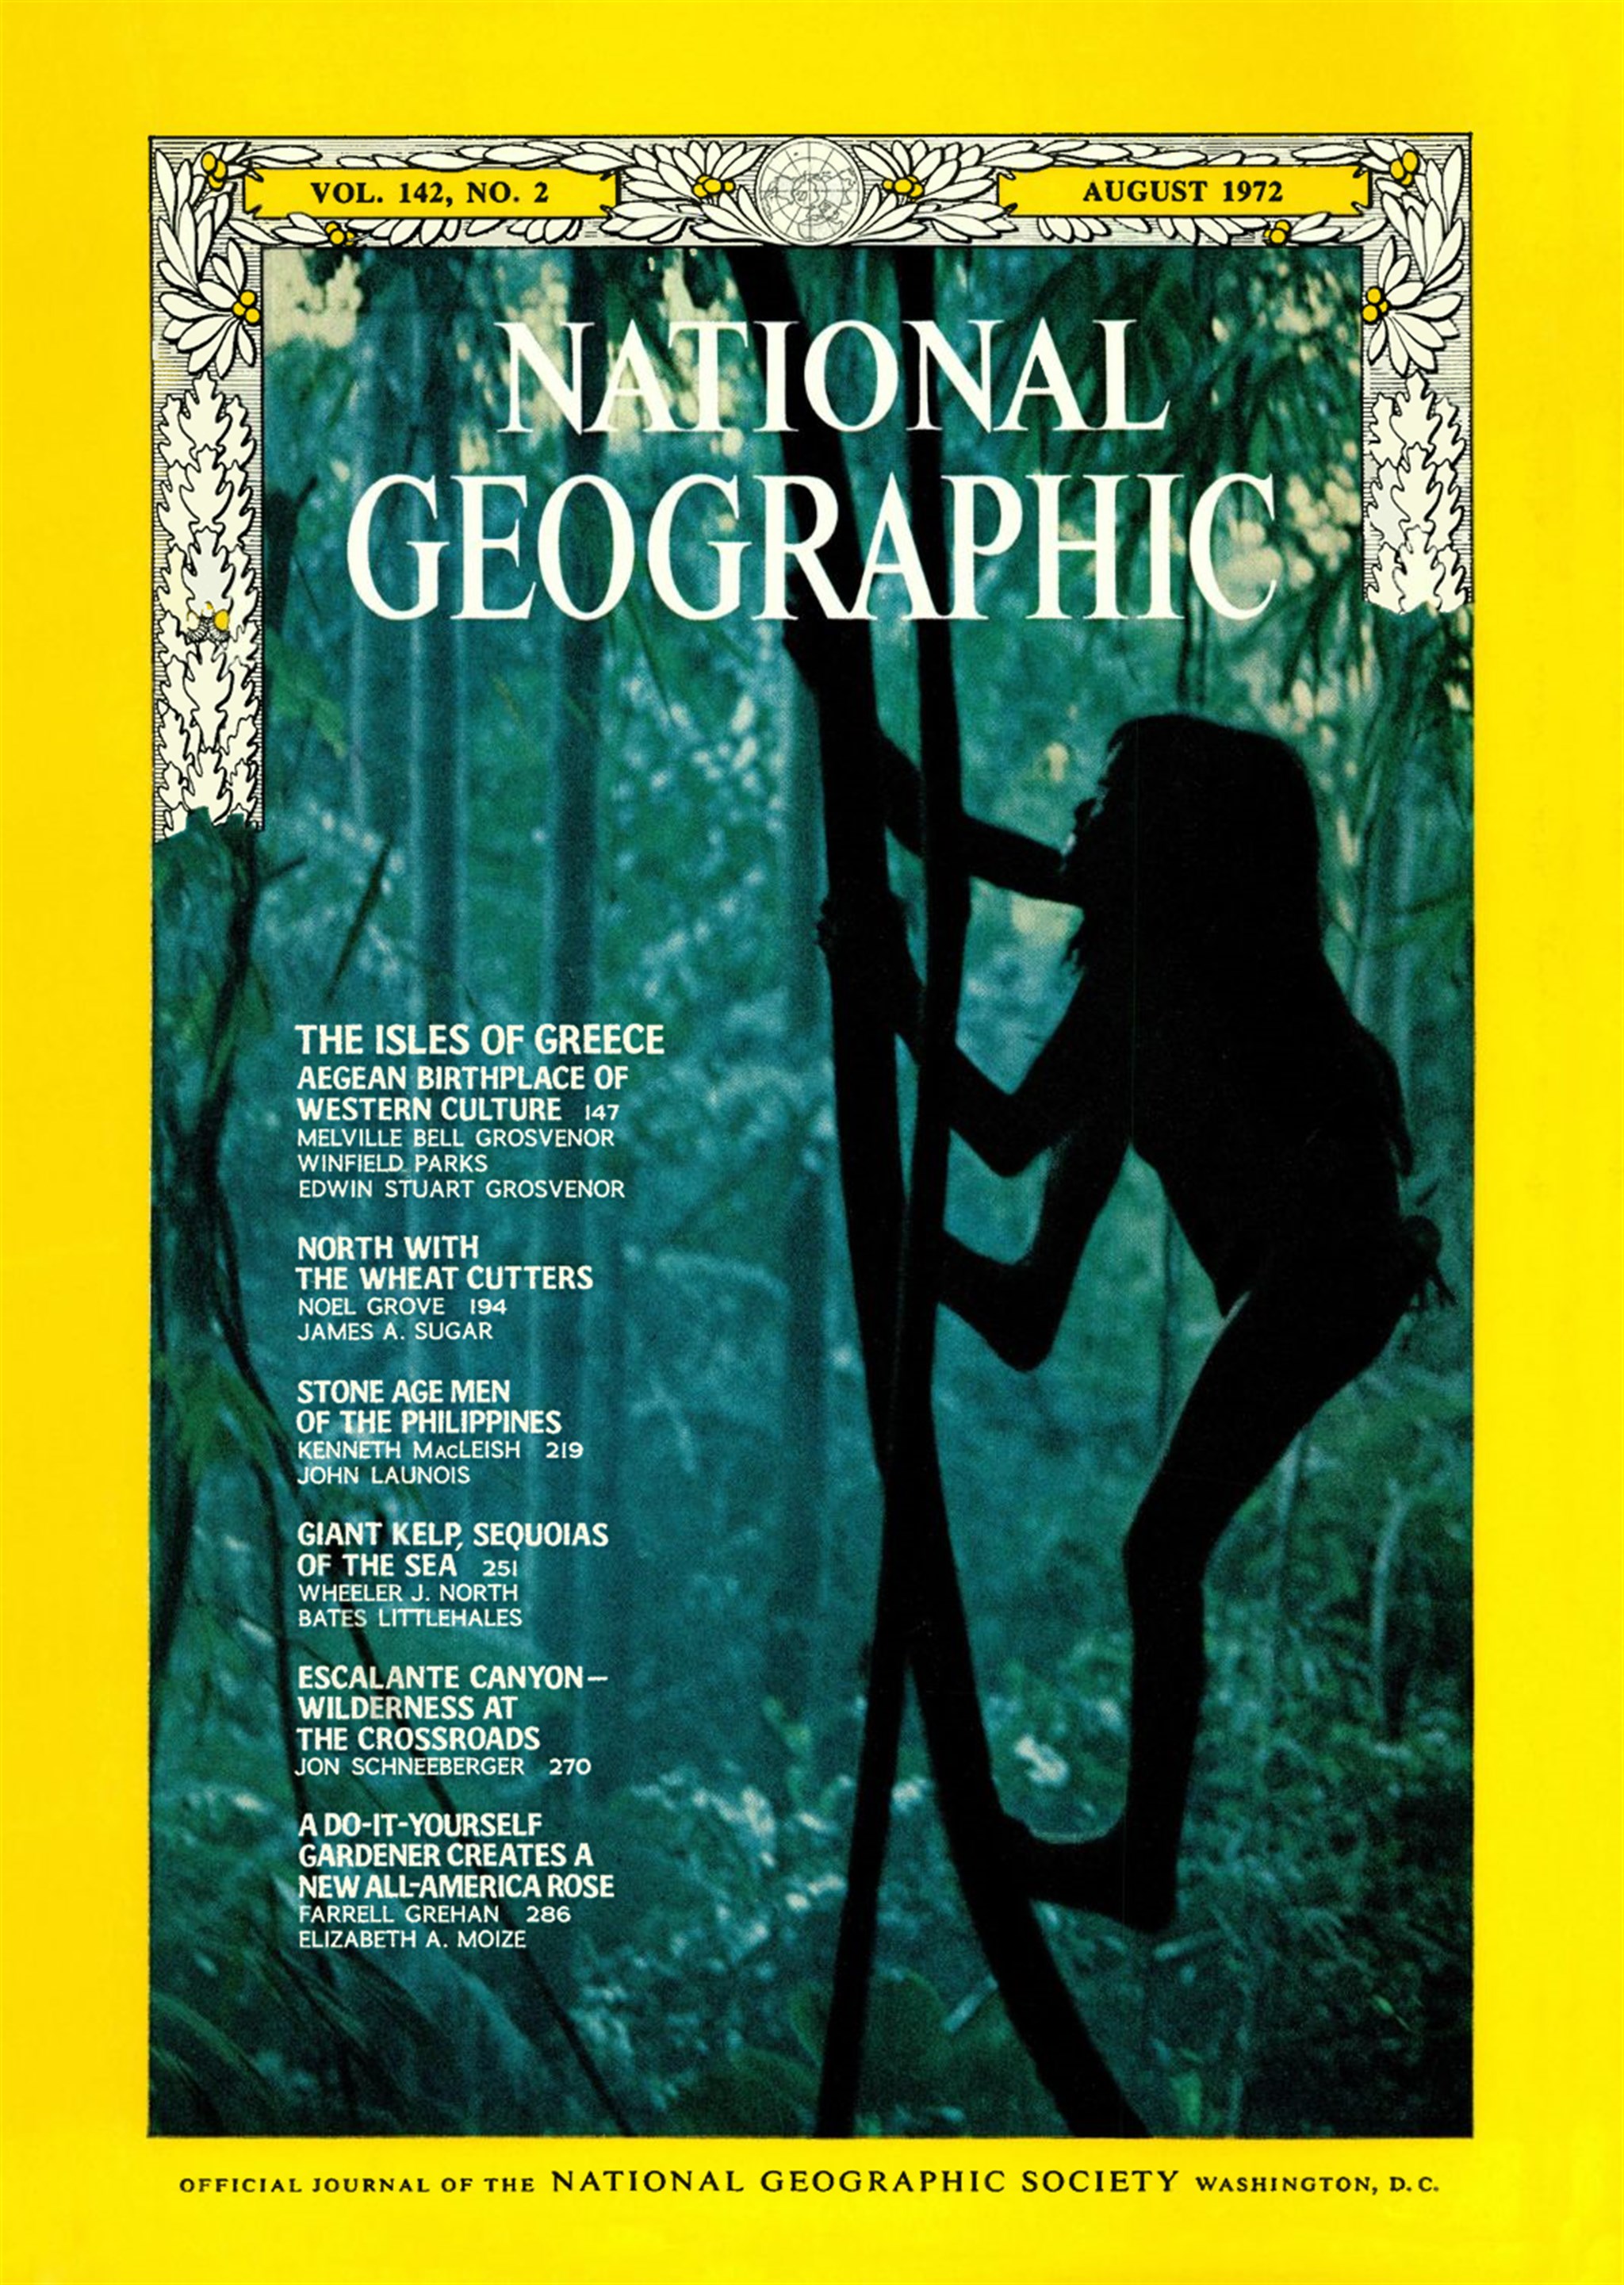 VOL. 142, NO. 2
AUGUST 1972
NATIONAL
GEOGRAPHIC
THE ISLES OF GREECE
AEGEAN BIRTHPLACE OF
WESTERN CULTURE 147
MELVILLE BELL GROSVENOR
WINFIELD PARKS
EDWIN STUART GROSVENOR
NORTH WITH
THE WHEAT CUTTERS
NOEL GROVE 194
JAMES A. SUGAR
STONE AGE MEN
OF THE PHILIPPINES
KENNETH MACLEISH 219
JOHN LAUNOIS
GIANT KELP, SEQUOIAS
OF THE SEA 251
WHEELER J. NORTH
BATES LITTLEHALES
ESCALANTE CANYON—
WILDERNESS AT
THE CROSSROADS
JON SCHNEEBERGER 270
A DO-IT-YOURSELF
GARDENER CREATES A
NEW ALL-AMERICA ROSE
FARRELL GREHAN 286
ELIZABETH A. MOIZE
OFFICIAL JOURNAL OF THE NATIONAL GEOGRAPHIC SOCIETY WASHINGTON, D.C.